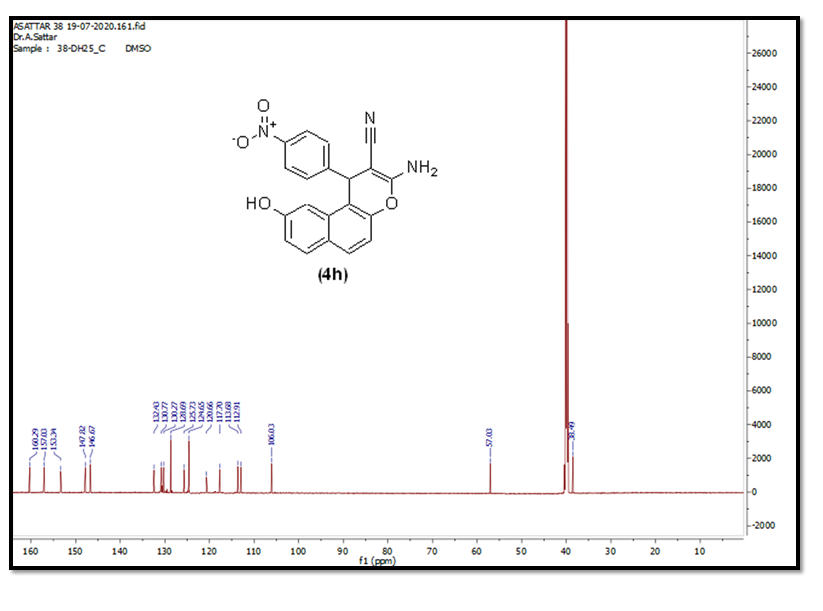 ASATTAR 38 19-07-2020.161.fid
Dr.A.Sattar
Sample : 38-DH25_C DMSO
O
N+
-O
N
NH2
HO
O
(4h)
160.29
157.03
153.34
147.82
146.67
132.43
130.77
130.27
128.69
125.73
124.65
120.66
117.70
113.68
112.91
106.03
57.03
38.49
26000
24000
22000
20000
18000
16000
14000
12000
10000
8000
6000
4000
2000
0
-2000
160 150 140 130 120 110 100 90 80 70 60 50 40 30 20 10
f1 (ppm)